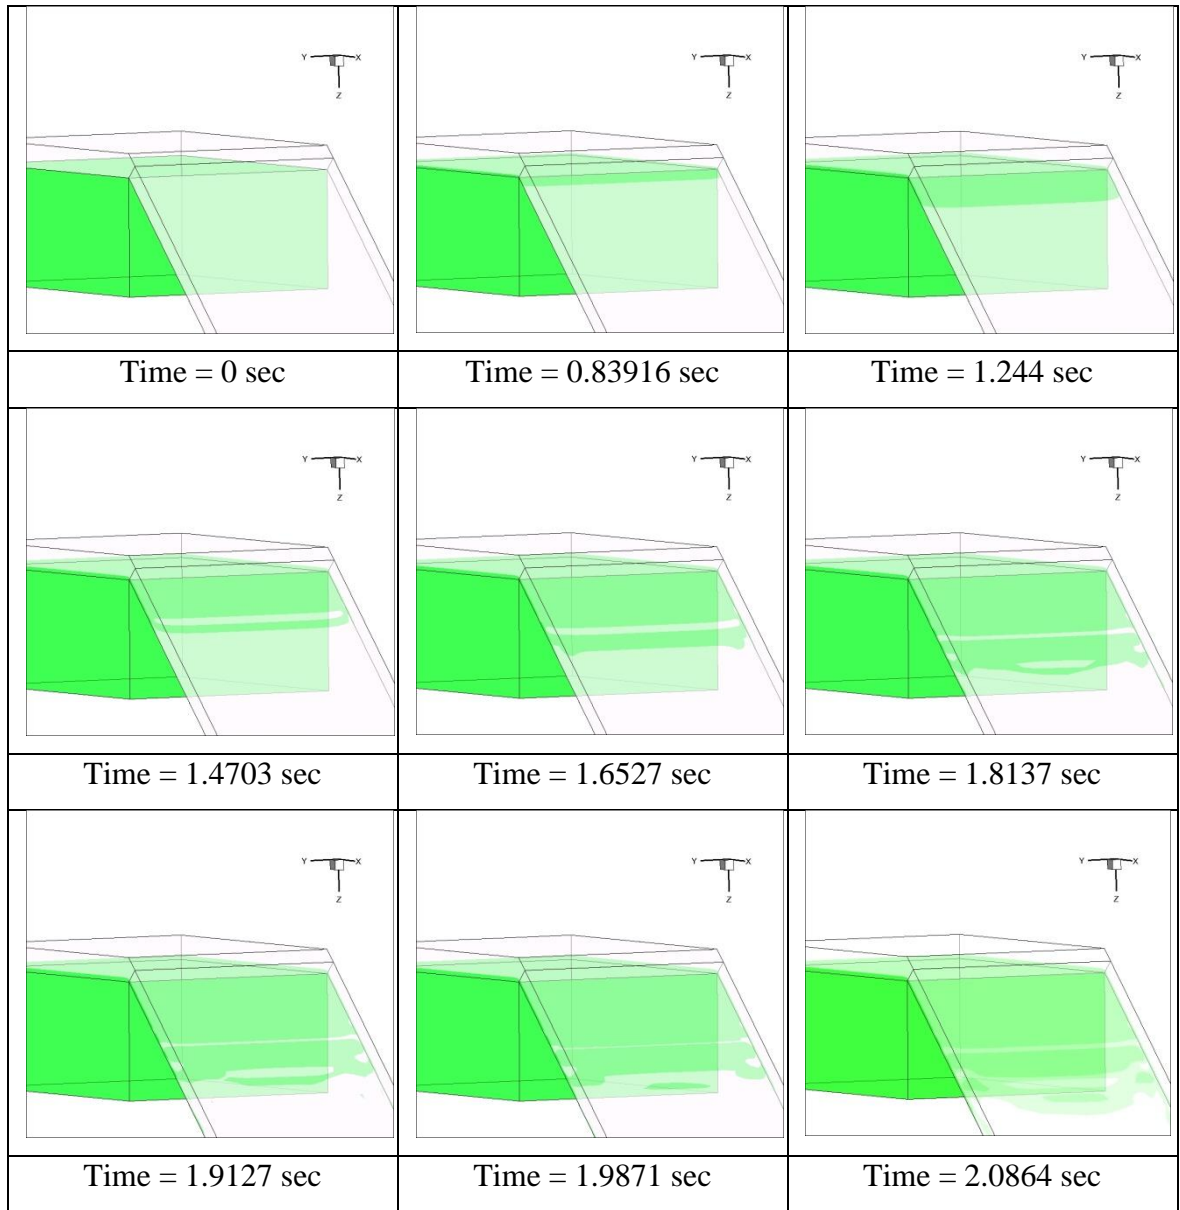 Y X
Z
Y X
Z
Y X
Z
Time = 0 sec
Time = 0.83916 sec
Time = 1.244 sec
Y X
Z
Y X
Z
Y X
Z
Time = 1.4703 sec
Time = 1.6527 sec
Time = 1.8137 sec
Y X
Z
Y X
Z
Y X
Z
Time = 1.9127 sec
Time = 1.9871 sec
Time = 2.0864 sec